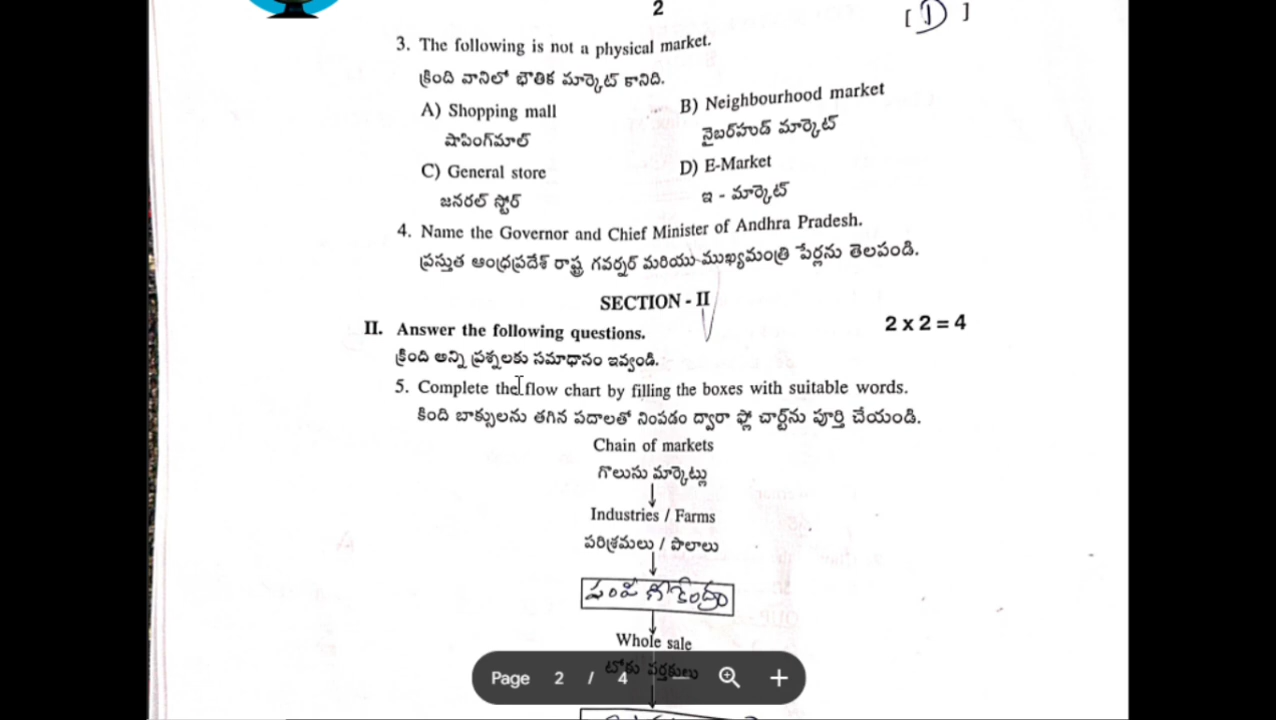 2
[ D ]
3. The following is not a physical market.
క్రింది వానిలో భౌతిక మార్కెట్ కానిది.
A) Shopping mall
B) Neighbourhood market
షాపింగ్‌మాల్
నైబర్‌హుడ్ మార్కెట్
C) General store
D) E-Market
జనరల్ స్టోర్
ఇ - మార్కెట్
4. Name the Governor and Chief Minister of Andhra Pradesh.
ప్రస్తుత ఆంధ్రప్రదేశ్ రాష్ట్ర గవర్నర్ మరియు ముఖ్యమంత్రి పేర్లను తెలపండి.
SECTION - II
II. Answer the following questions.
2 x 2 = 4
క్రింది అన్ని ప్రశ్నలకు సమాధానం ఇవ్వండి.
5. Complete the flow chart by filling the boxes with suitable words.
కింది బాక్సులను తగిన పదాలతో నింపడం ద్వారా ఫ్లో చార్ట్‌ను పూర్తి చేయండి.
Chain of markets
గొలుసు మార్కెట్లు
Industries / Farms
పరిశ్రమలు / పొలాలు
Whole sale
టోకు వర్తకులు
Page 2 / 4